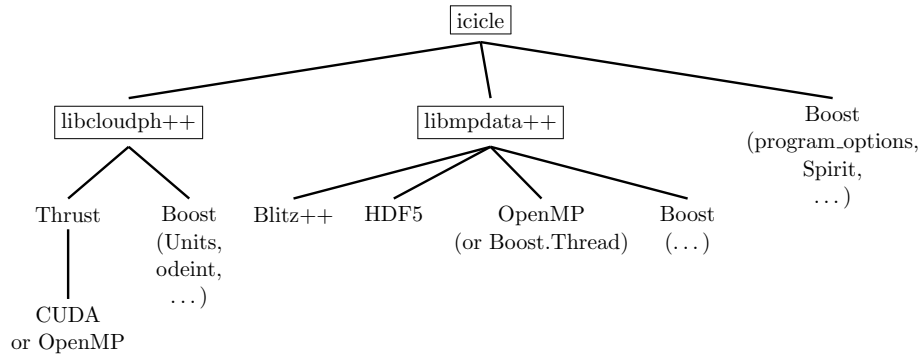 icicle
libcloudph++
libmpdata++
Boost
(program_options,
Spirit,
...)
Thrust
Boost
(Units,
odeint,
...)
Blitz++
HDF5
OpenMP
(or Boost.Thread)
Boost
(...)
CUDA
or OpenMP